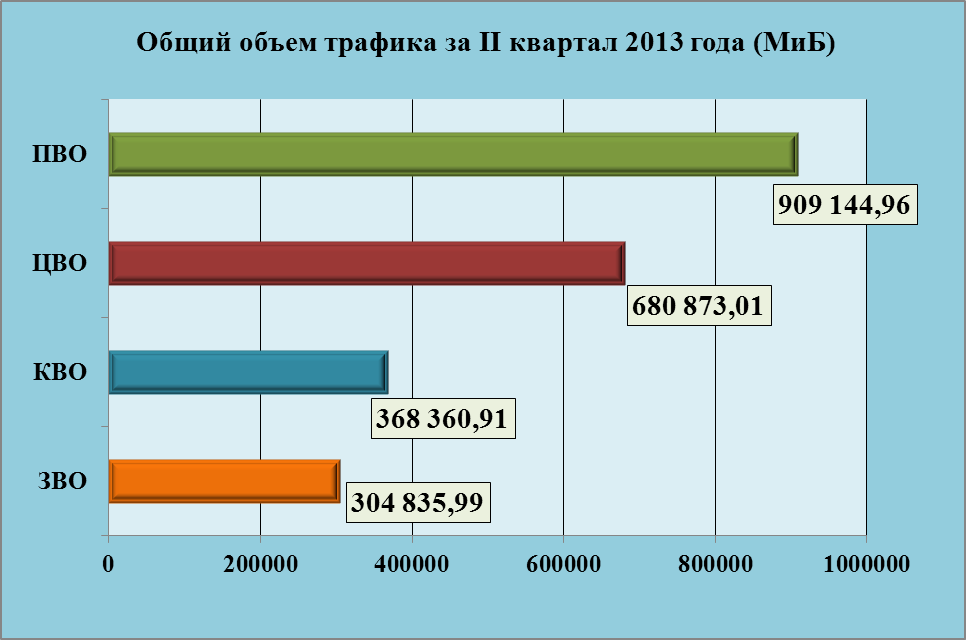 Общий объем трафика за II квартал 2013 года (МиБ)
ПВО
909 144,96
ЦВО
680 873,01
КВО
368 360,91
ЗВО
304 835,99
0 200000 400000 600000 800000 1000000